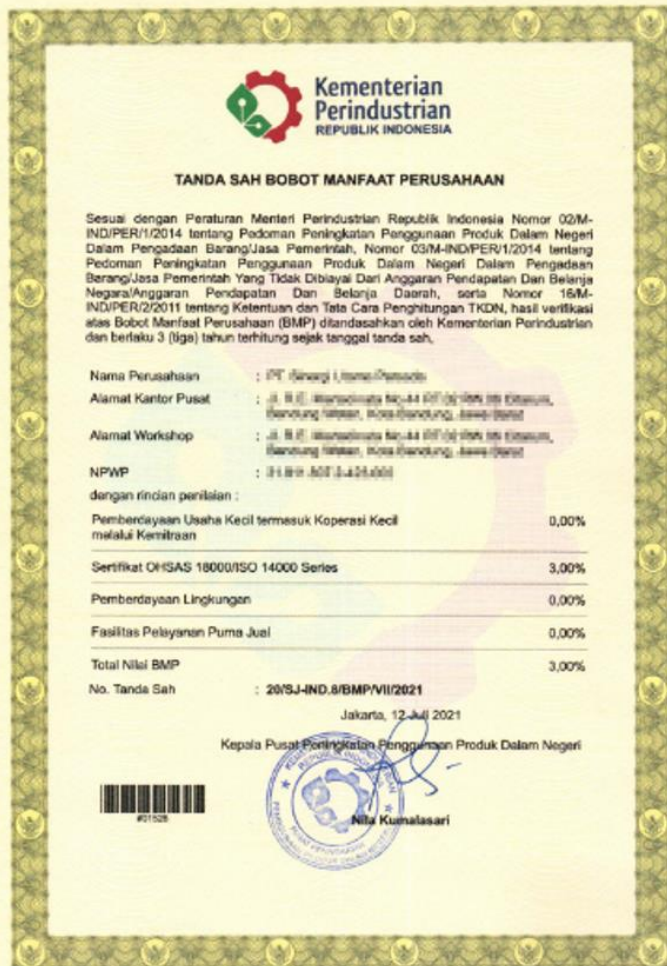 Kementerian
Perindustrian
REPUBLIK INDONESIA
TANDA SAH BOBOT MANFAAT PERUSAHAAN
Sesuai dengan Peraturan Menteri Perindustrian Republik Indonesia Nomor 02/M-
IND/PER/1/2014 tentang Pedoman Peningkatan Penggunaan Produk Dalam Negeri
Dalam Pengadaan Barang/Jasa Pemerintah, Nomor 03/M-IND/PER/1/2014 tentang
Pedoman Peningkatan Penggunaan Produk Dalam Negeri Dalam Pengadaan
Barang/Jasa Pemerintah Yang Tidak Dibiayai Dari Anggaran Pendapatan Dan Belanja
Negara/Anggaran Pendapatan Dan Belanja Daerah, serta Nomor 16/M-
IND/PER/2/2011 tentang Ketentuan dan Tata Cara Penghitungan TKDN, hasil verifikasi
atas Bobot Manfaat Perusahaan (BMP) ditandasahkan oleh Kementerian Perindustrian
dan berlaku 3 (tiga) tahun terhitung sejak tanggal tanda sah.
Nama Perusahaan :
Alamat Kantor Pusat :
Alamat Workshop :
NPWP :
dengan rincian penilaian :
Pemberdayaan Usaha Kecil termasuk Koperasi Kecil 0,00%
melalui Kemitraan
Sertifikat OHSAS 18000/ISO 14000 Series 3,00%
Pemberdayaan Lingkungan 0,00%
Fasilitas Pelayanan Purna Jual 0,00%
Total Nilai BMP 3,00%
No. Tanda Sah : 20/SJ-IND.8/BMP/VII/2021
Jakarta, 12 Juli 2021
Kepala Pusat Peningkatan Penggunaan Produk Dalam Negeri
#01528
Nila Kumalasari